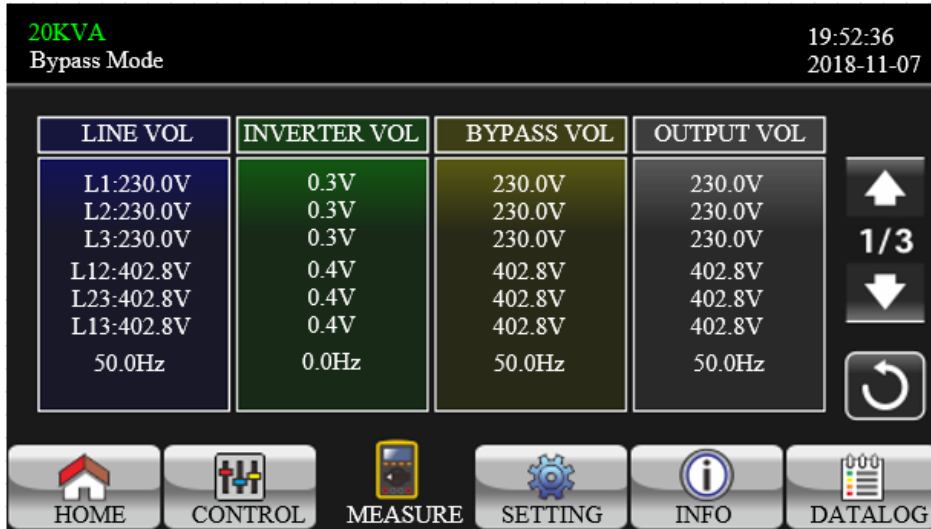 20KVA
Bypass Mode
19:52:36
2018-11-07
LINE VOL INVERTER VOL BYPASS VOL OUTPUT VOL
L1:230.0V 0.3V 230.0V 230.0V
L2:230.0V 0.3V 230.0V 230.0V
L3:230.0V 0.3V 230.0V 230.0V
L12:402.8V 0.4V 402.8V 402.8V
L23:402.8V 0.4V 402.8V 402.8V
L13:402.8V 0.4V 402.8V 402.8V
50.0Hz 0.0Hz 50.0Hz 50.0Hz
1/3
HOME CONTROL MEASURE SETTING INFO DATALOG